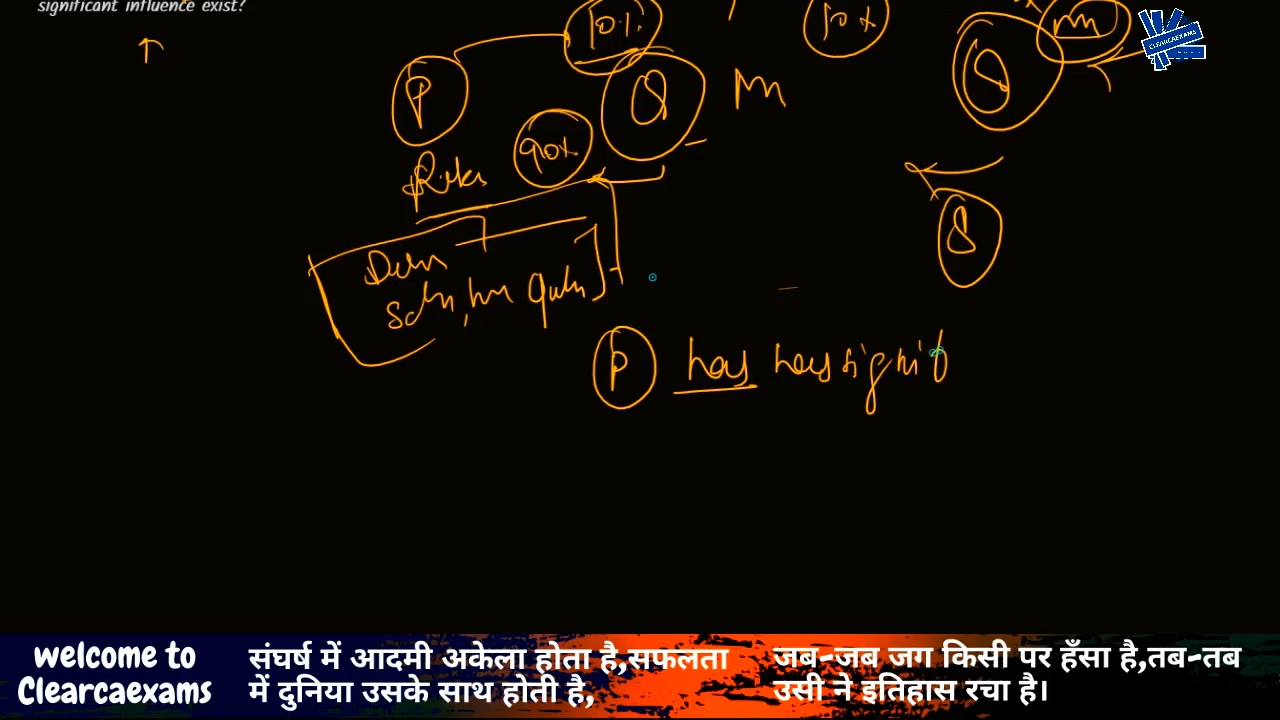 significant influence exist?
10%
10%
m
CLEARCAEXAMS
P
Q
m
Q
90%
S
P has has signif
welcome to
Clearcaexams
संघर्ष में आदमी अकेला होता है,सफलता
में दुनिया उसके साथ होती है,
जब-जब जग किसी पर हँसा है,तब-तब
उसी ने इतिहास रचा है।